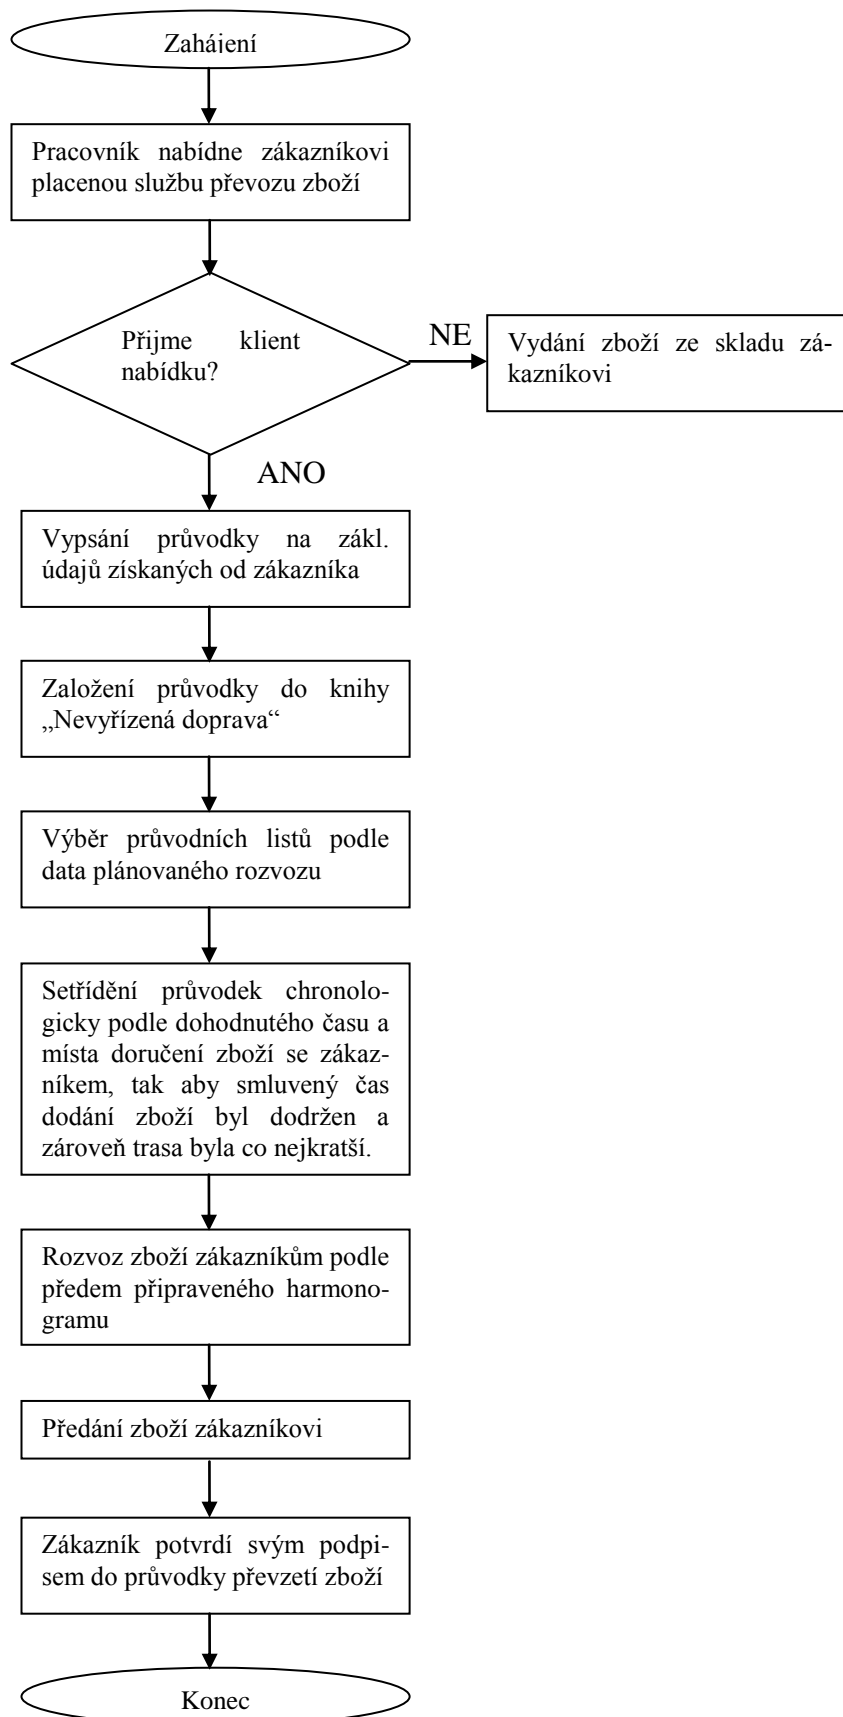 Zahájení
Pracovník nabídne zákazníkovi
placenou službu převozu zboží
Přijme klient
nabídku?
NE
Vydání zboží ze skladu zá-
kazníkovi
ANO
Vypsání průvodky na zákl.
údajů získaných od zákazníka
Založení průvodky do knihy
„Nevyřízená doprava“
Výběr průvodních listů podle
data plánovaného rozvozu
Setřídění průvodek chronolo-
gicky podle dohodnutého času a
místa doručení zboží se zákaz-
níkem, tak aby smluvený čas
dodání zboží byl dodržen a
zároveň trasa byla co nejkratší.
Rozvoz zboží zákazníkům podle
předem připraveného harmono-
gramu
Předání zboží zákazníkovi
Zákazník potvrdí svým podpi-
sem do průvodky převzetí zboží
Konec